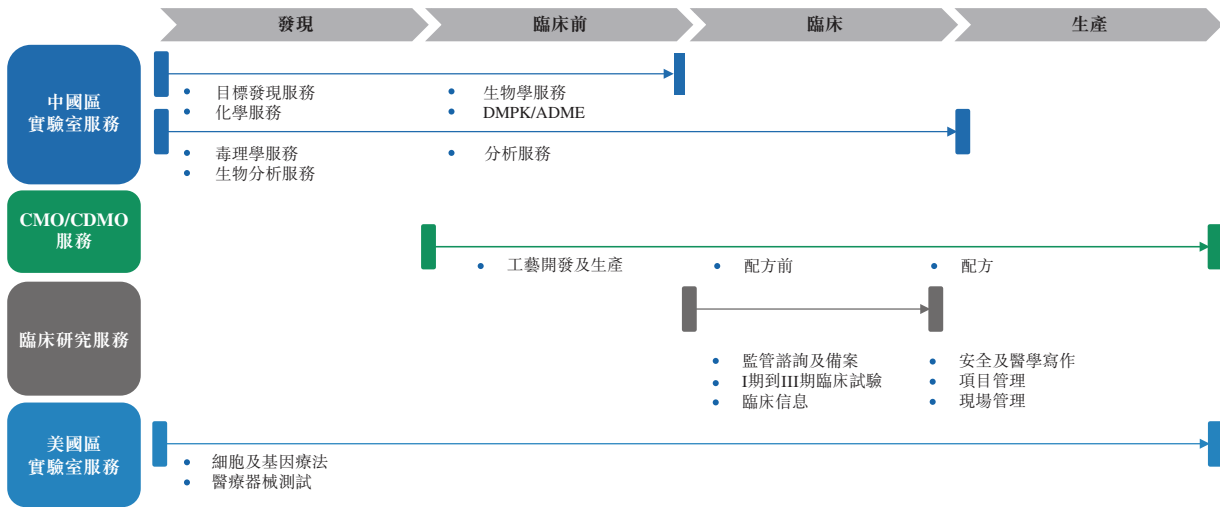 發現 臨床前 臨床 生產
中國區
實驗室服務
• 目標發現服務 • 生物學服務
• 化學服務 • DMPK/ADME
• 毒理學服務 • 分析服務
• 生物分析服務
CMO/CDMO
服務
• 工藝開發及生產 • 配方前 • 配方
臨床研究服務
• 監管諮詢及備案 • 安全及醫學寫作
• I期到III期臨床試驗 • 項目管理
• 臨床信息 • 現場管理
美國區
實驗室服務
• 細胞及基因療法
• 醫療器械測試